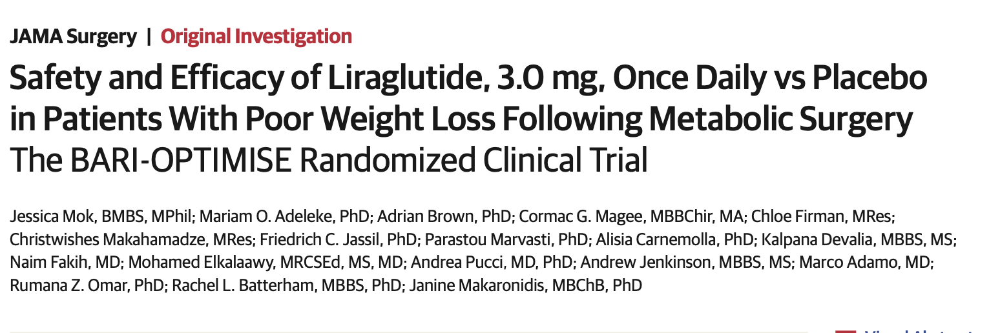 JAMA Surgery | Original Investigation
Safety and Efficacy of Liraglutide, 3.0 mg, Once Daily vs Placebo
in Patients With Poor Weight Loss Following Metabolic Surgery
The BARI-OPTIMISE Randomized Clinical Trial
Jessica Mok, BMBS, MPhil; Mariam O. Adeleke, PhD; Adrian Brown, PhD; Cormac G. Magee, MBBChir, MA; Chloe Firman, MRes;
Christwishes Makahamadze, MRes; Friedrich C. Jassil, PhD; Parastou Marvasti, PhD; Alisia Carnemolla, PhD; Kalpana Devalia, MBBS, MS;
Naim Fakih, MD; Mohamed Elkalaawy, MRCSEd, MS, MD; Andrea Pucci, MD, PhD; Andrew Jenkinson, MBBS, MS; Marco Adamo, MD;
Rumana Z. Omar, PhD; Rachel L. Batterham, MBBS, PhD; Janine Makaronidis, MBChB, PhD